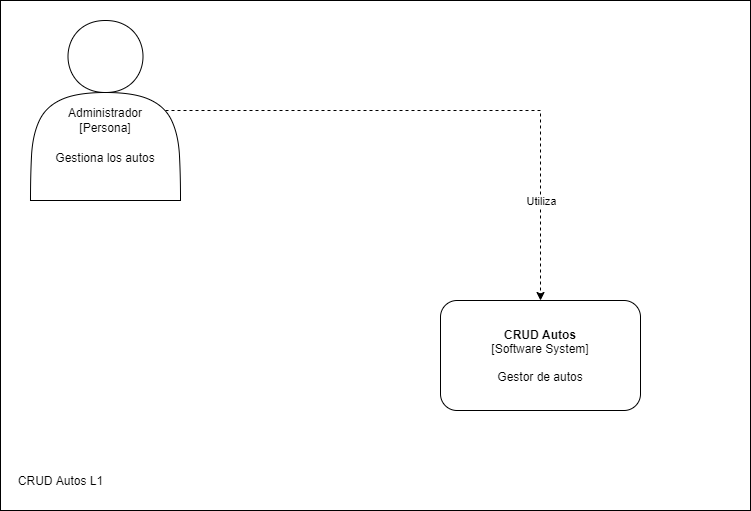 Administrador
[Persona]
Gestiona los autos
Utiliza
CRUD Autos
[Software System]
Gestor de autos
CRUD Autos L1